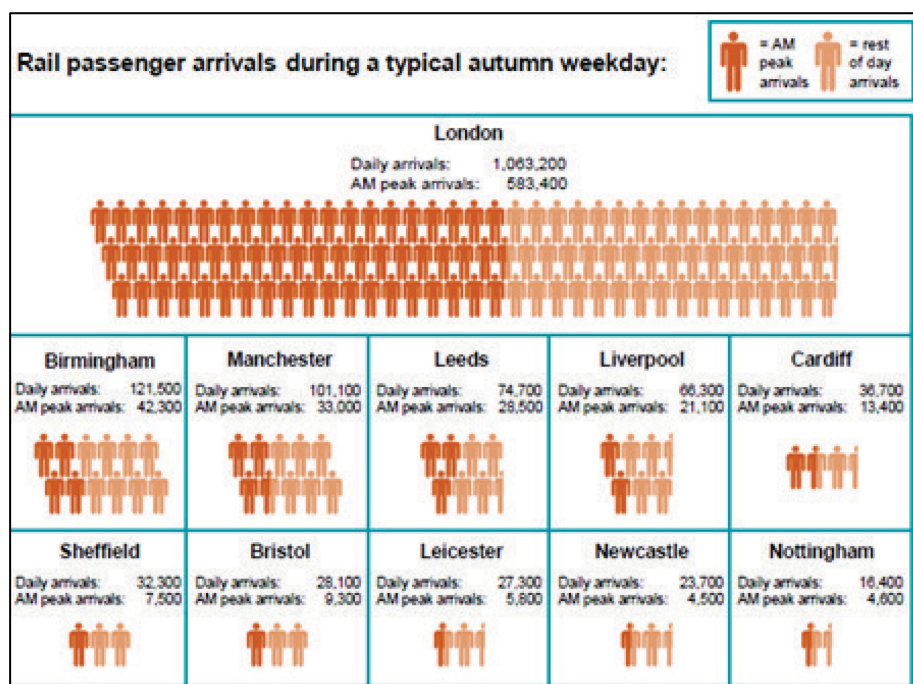 Rail passenger arrivals during a typical autumn weekday:
= AM peak arrivals
= rest of day arrivals
London
Daily arrivals: 1,063,200
AM peak arrivals: 583,400
Birmingham
Daily arrivals: 121,500
AM peak arrivals: 42,300
Manchester
Daily arrivals: 101,100
AM peak arrivals: 33,000
Leeds
Daily arrivals: 74,700
AM peak arrivals: 28,500
Liverpool
Daily arrivals: 66,300
AM peak arrivals: 21,100
Cardiff
Daily arrivals: 36,700
AM peak arrivals: 13,400
Sheffield
Daily arrivals: 32,300
AM peak arrivals: 7,500
Bristol
Daily arrivals: 28,100
AM peak arrivals: 9,300
Leicester
Daily arrivals: 27,300
AM peak arrivals: 5,800
Newcastle
Daily arrivals: 23,700
AM peak arrivals: 4,500
Nottingham
Daily arrivals: 16,400
AM peak arrivals: 4,600